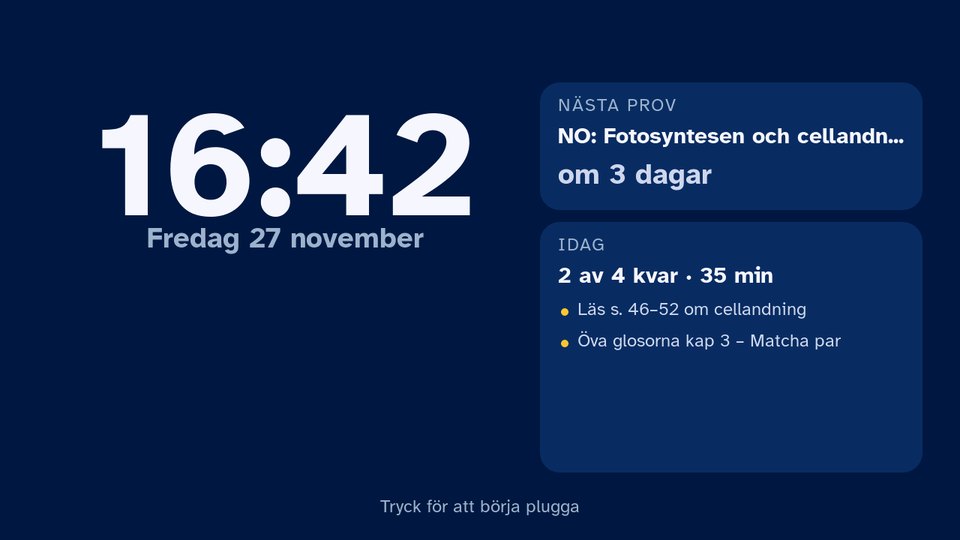 16:42
Fredag 27 november
NÄSTA PROV
NO: Fotosyntesen och cellandn...
om 3 dagar
IDAG
2 av 4 kvar · 35 min
Läs s. 46–52 om cellandning
Öva glosorna kap 3 – Matcha par
Tryck för att börja plugga